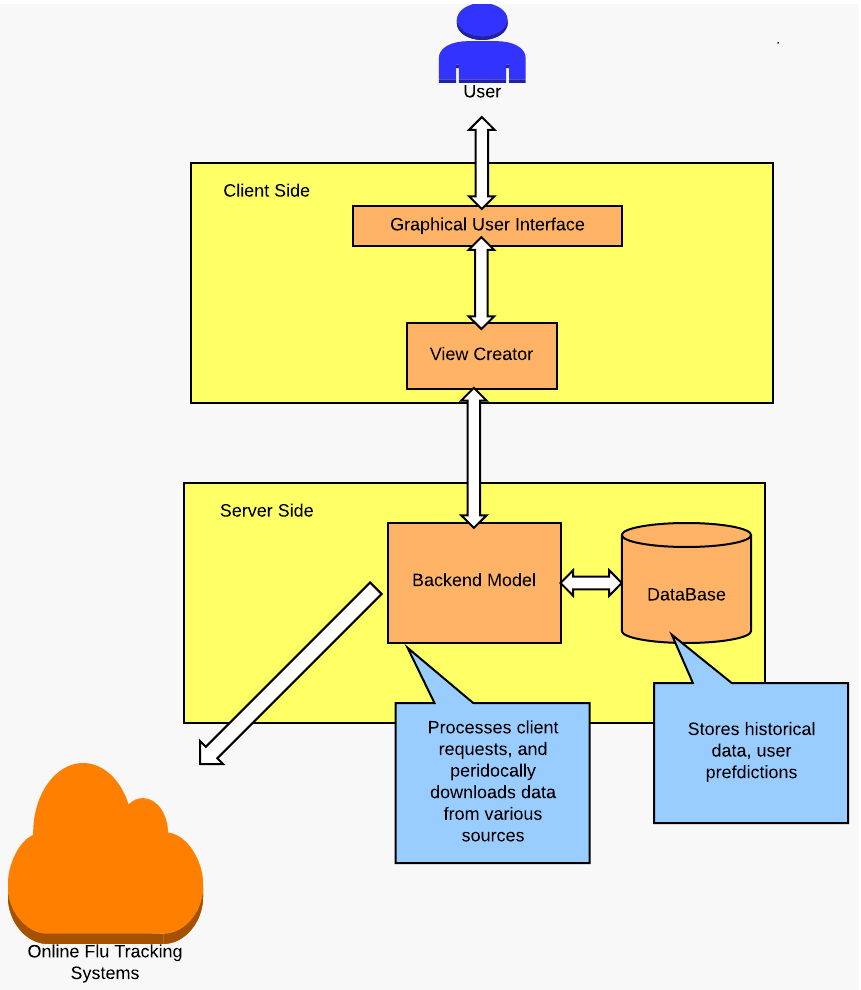 User
Client Side
Graphical User Interface
View Creator
Server Side
Backend Model
DataBase
Processes client
requests, and
peridocally
downloads data
from various
sources
Stores historical
data, user
prefdictions
Online Flu Tracking
Systems